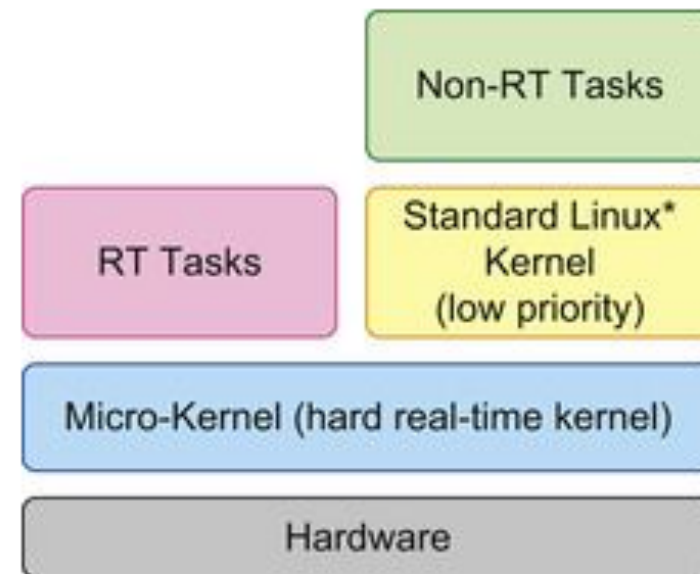 Non-RT Tasks
RT Tasks
Standard Linux*
Kernel
(low priority)
Micro-Kernel (hard real-time kernel)
Hardware